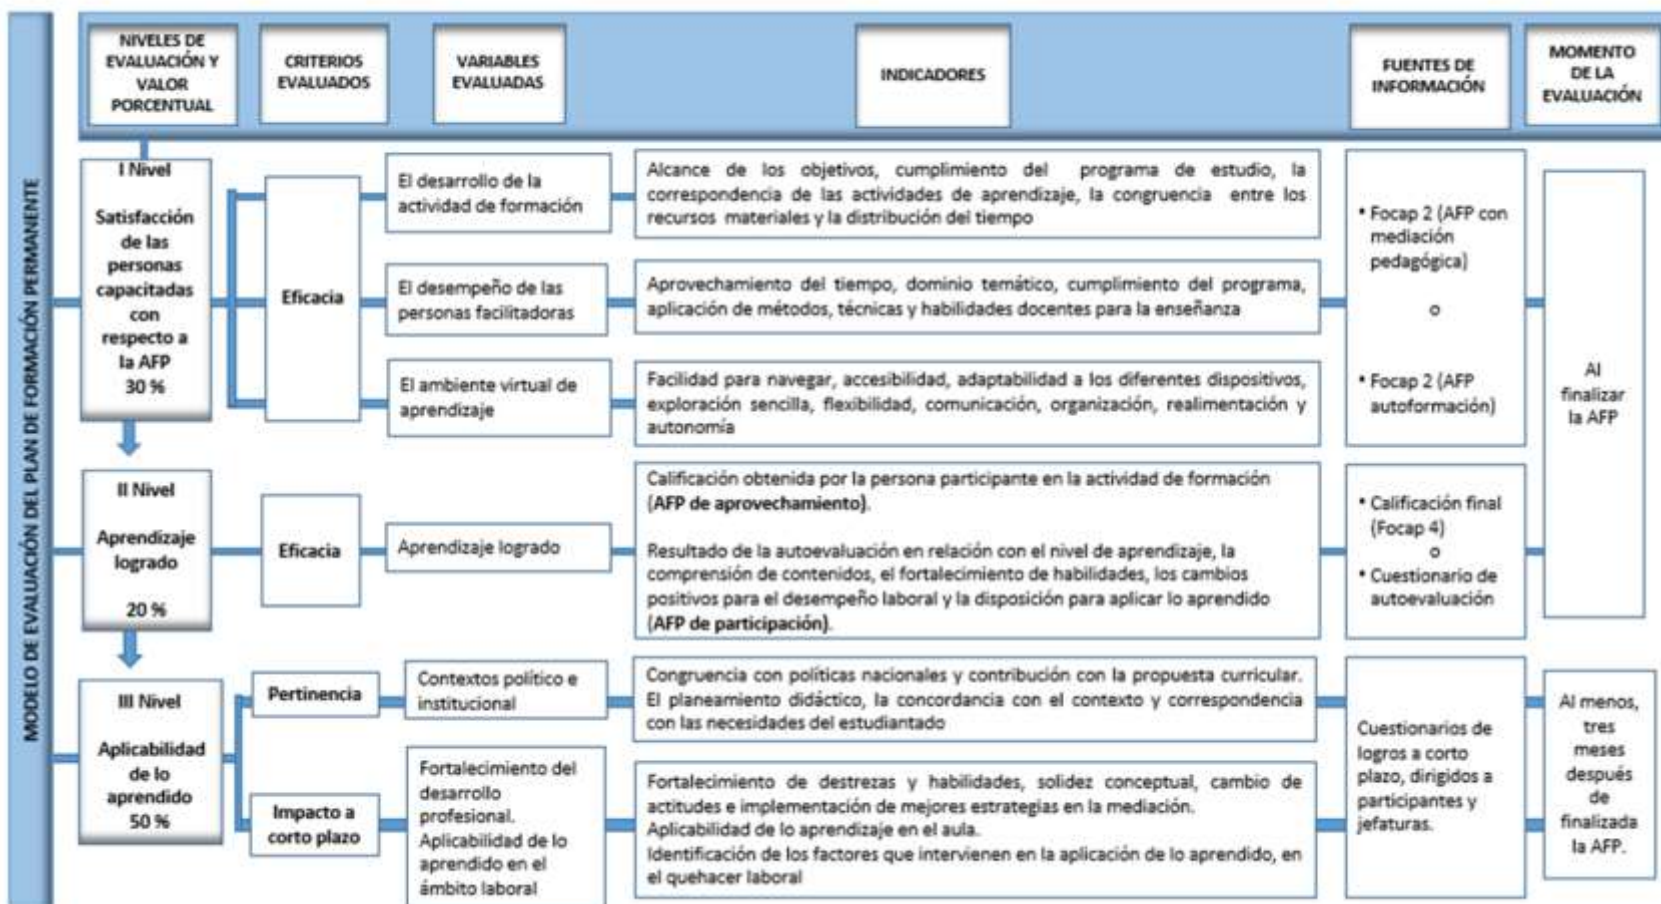 MODELO DE EVALUACIÓN DEL PLAN DE FORMACIÓN PERMANENTE
NIVELES DE
EVALUACIÓN Y
VALOR
PORCENTUAL
CRITERIOS
EVALUADOS
VARIABLES
EVALUADAS
INDICADORES
FUENTES DE
INFORMACIÓN
MOMENTO
DE LA
EVALUACIÓN
I Nivel
Satisfacción
de las
personas
capacitadas
con
respecto a
la AFP
30 %
Eficacia
El desarrollo de la
actividad de formación
Alcance de los objetivos, cumplimiento del programa de estudio, la
correspondencia de las actividades de aprendizaje, la congruencia entre los
recursos materiales y la distribución del tiempo
El desempeño de las
personas facilitadoras
Aprovechamiento del tiempo, dominio temático, cumplimiento del programa,
aplicación de métodos, técnicas y habilidades docentes para la enseñanza
El ambiente virtual de
aprendizaje
Facilidad para navegar, accesibilidad, adaptabilidad a los diferentes dispositivos,
exploración sencilla, flexibilidad, comunicación, organización, realimentación y
autonomía
• Focap 2 (AFP con
mediación
pedagógica)
o
• Focap 2 (AFP
autoformación)
Al
finalizar
la AFP
II Nivel
Aprendizaje
logrado
20 %
Eficacia
Aprendizaje logrado
Calificación obtenida por la persona participante en la actividad de formación
(AFP de aprovechamiento).
Resultado de la autoevaluación en relación con el nivel de aprendizaje, la
comprensión de contenidos, el fortalecimiento de habilidades, los cambios
positivos para el desempeño laboral y la disposición para aplicar lo aprendido
(AFP de participación).
• Calificación final
(Focap 4)
o
• Cuestionario de
autoevaluación
III Nivel
Aplicabilidad
de lo
aprendido
50 %
Pertinencia
Contextos político e
institucional
Congruencia con políticas nacionales y contribución con la propuesta curricular.
El planeamiento didáctico, la concordancia con el contexto y correspondencia
con las necesidades del estudiantado
Impacto a
corto plazo
Fortalecimiento del
desarrollo
profesional.
Aplicabilidad de lo
aprendido en el
ámbito laboral
Fortalecimiento de destrezas y habilidades, solidez conceptual, cambio de
actitudes e implementación de mejores estrategias en la mediación.
Aplicabilidad de lo aprendizaje en el aula.
Identificación de los factores que intervienen en la aplicación de lo aprendido, en
el quehacer laboral
Cuestionarios de
logros a corto
plazo, dirigidos a
participantes y
jefaturas.
Al menos,
tres
meses
después
de
finalizada
la AFP.